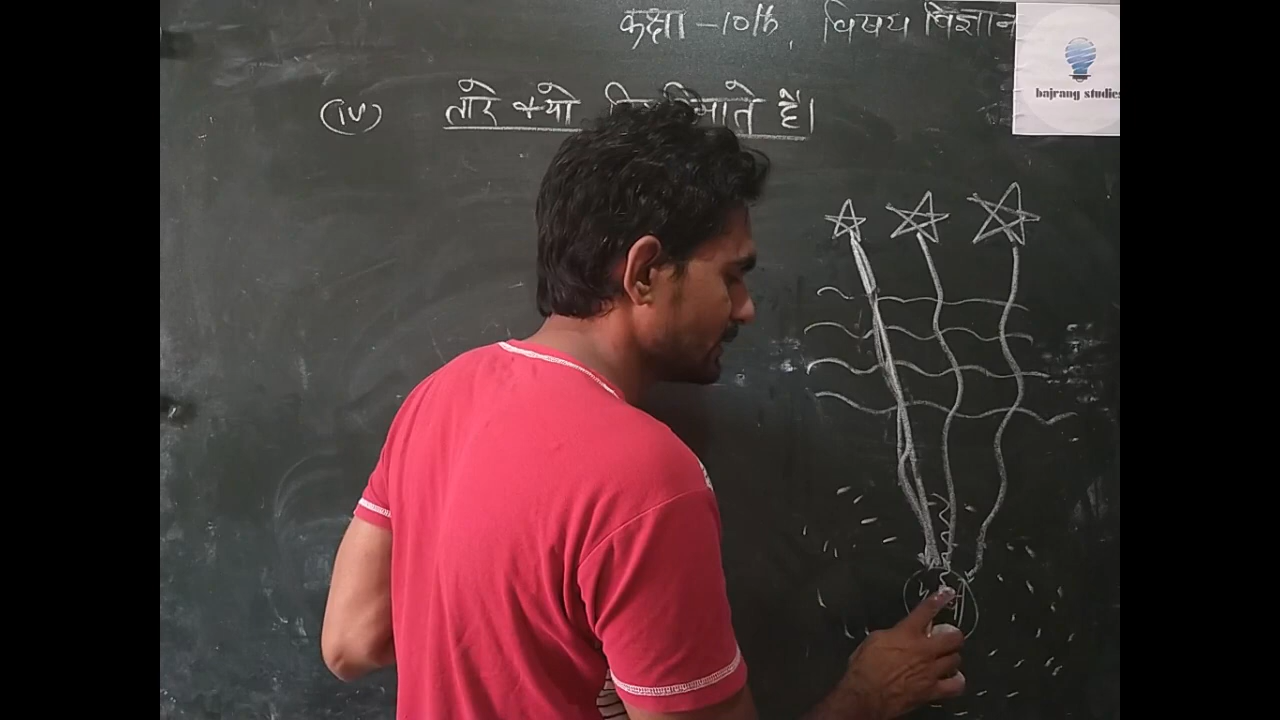 कक्षा -10th, विषय विज्ञान
bajrang studies
(iv) तारे क्यो है।